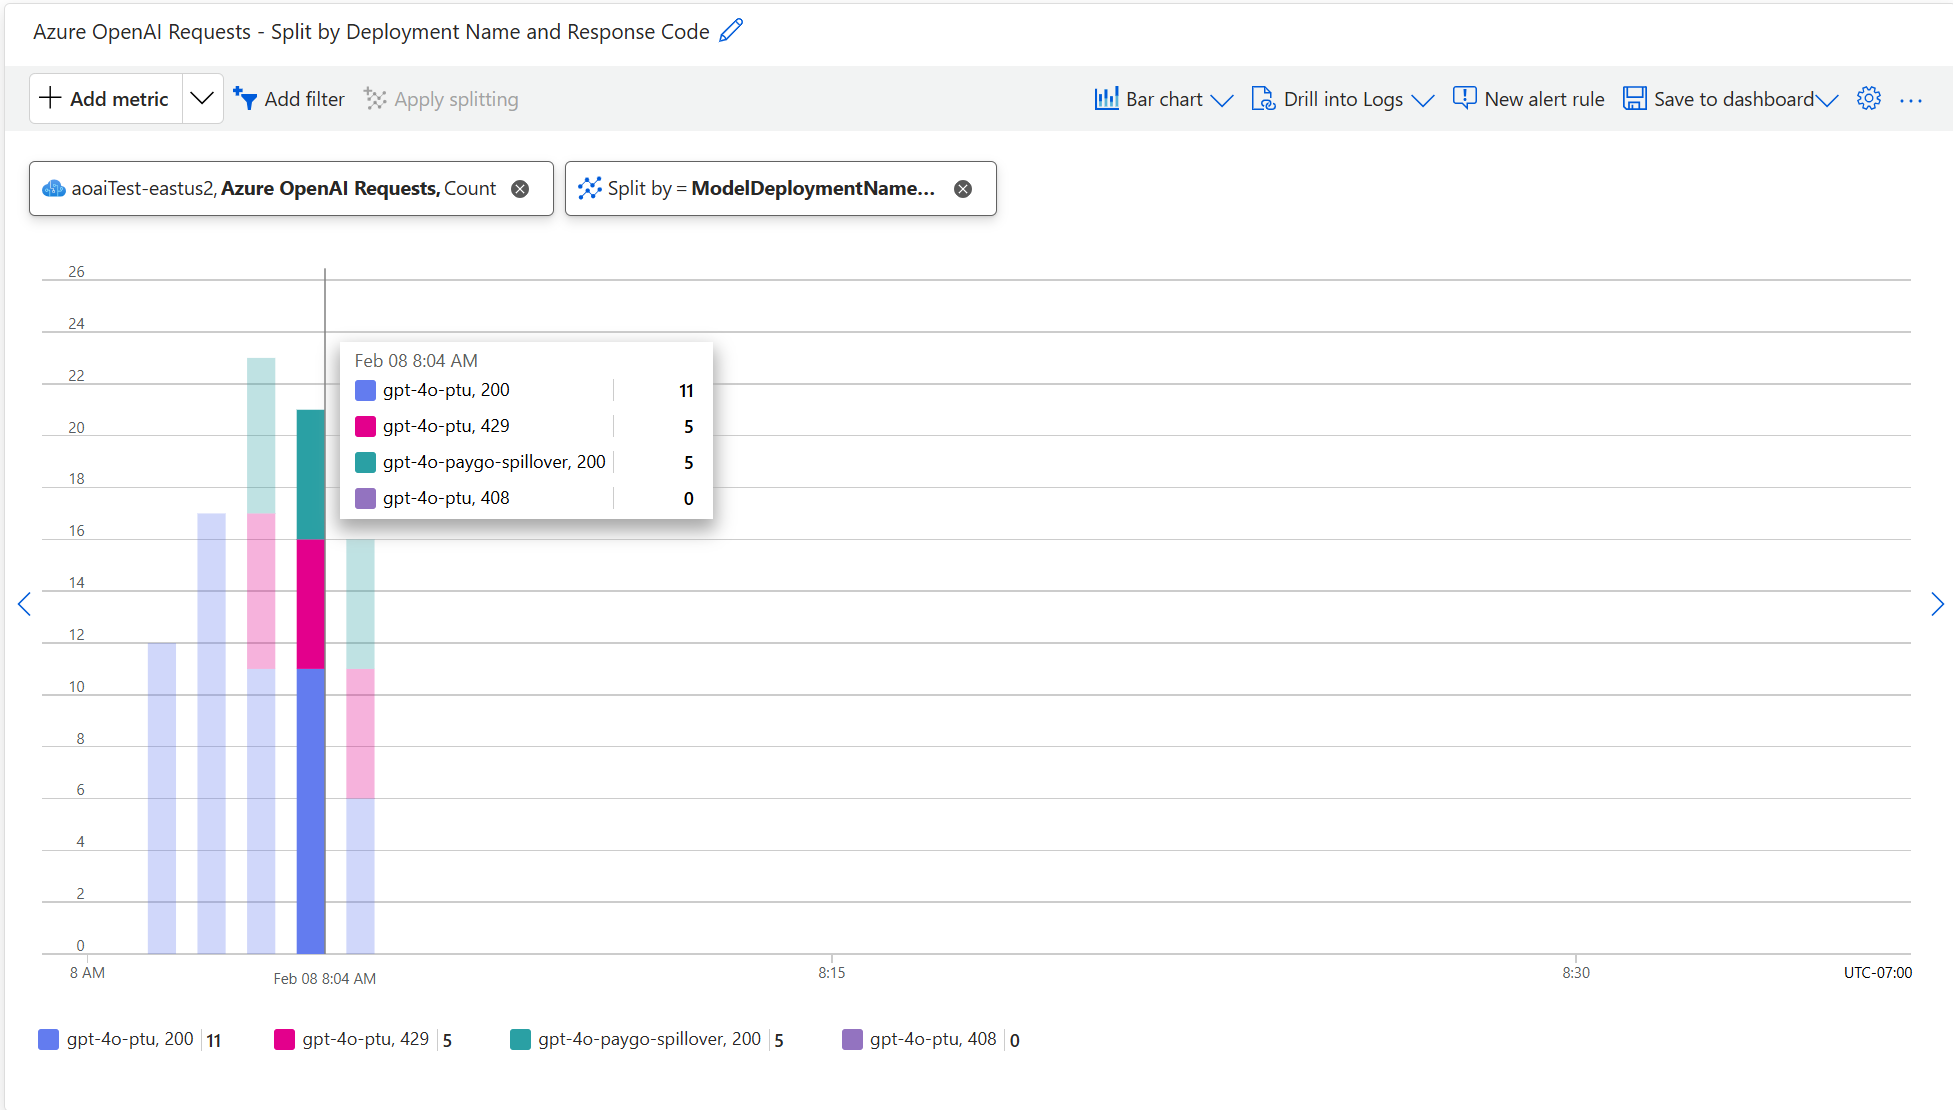 Azure OpenAI Requests - Split by Deployment Name and Response Code
Add metric
Add filter
Apply splitting
Bar chart
Drill into Logs
New alert rule
Save to dashboard
...
aoaiTest-eastus2, Azure OpenAI Requests, Count
Split by = ModelDeploymentName...
26
24
22
20
18
16
14
12
10
8
6
4
2
0
Feb 08 8:04 AM
gpt-4o-ptu, 200 11
gpt-4o-ptu, 429 5
gpt-4o-paygo-spillover, 200 5
gpt-4o-ptu, 408 0
8 AM
Feb 08 8:04 AM
8:15
8:30
UTC-07:00
gpt-4o-ptu, 200 11
gpt-4o-ptu, 429 5
gpt-4o-paygo-spillover, 200 5
gpt-4o-ptu, 408 0